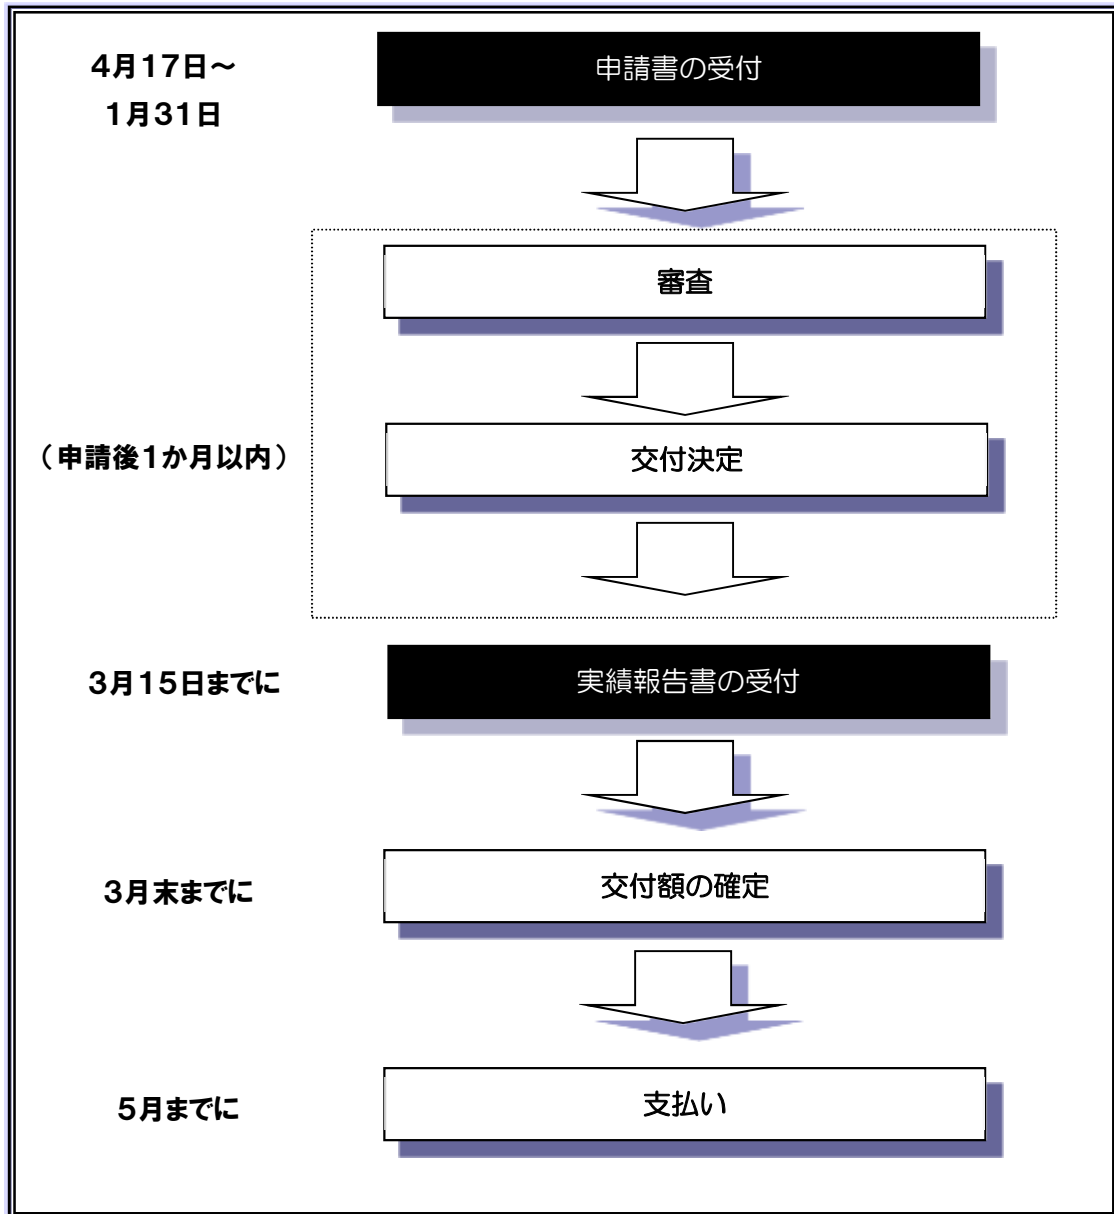 4月17日～
1月31日
申請書の受付
審査
（申請後1か月以内）
交付決定
3月15日までに
実績報告書の受付
3月末までに
交付額の確定
5月までに
支払い